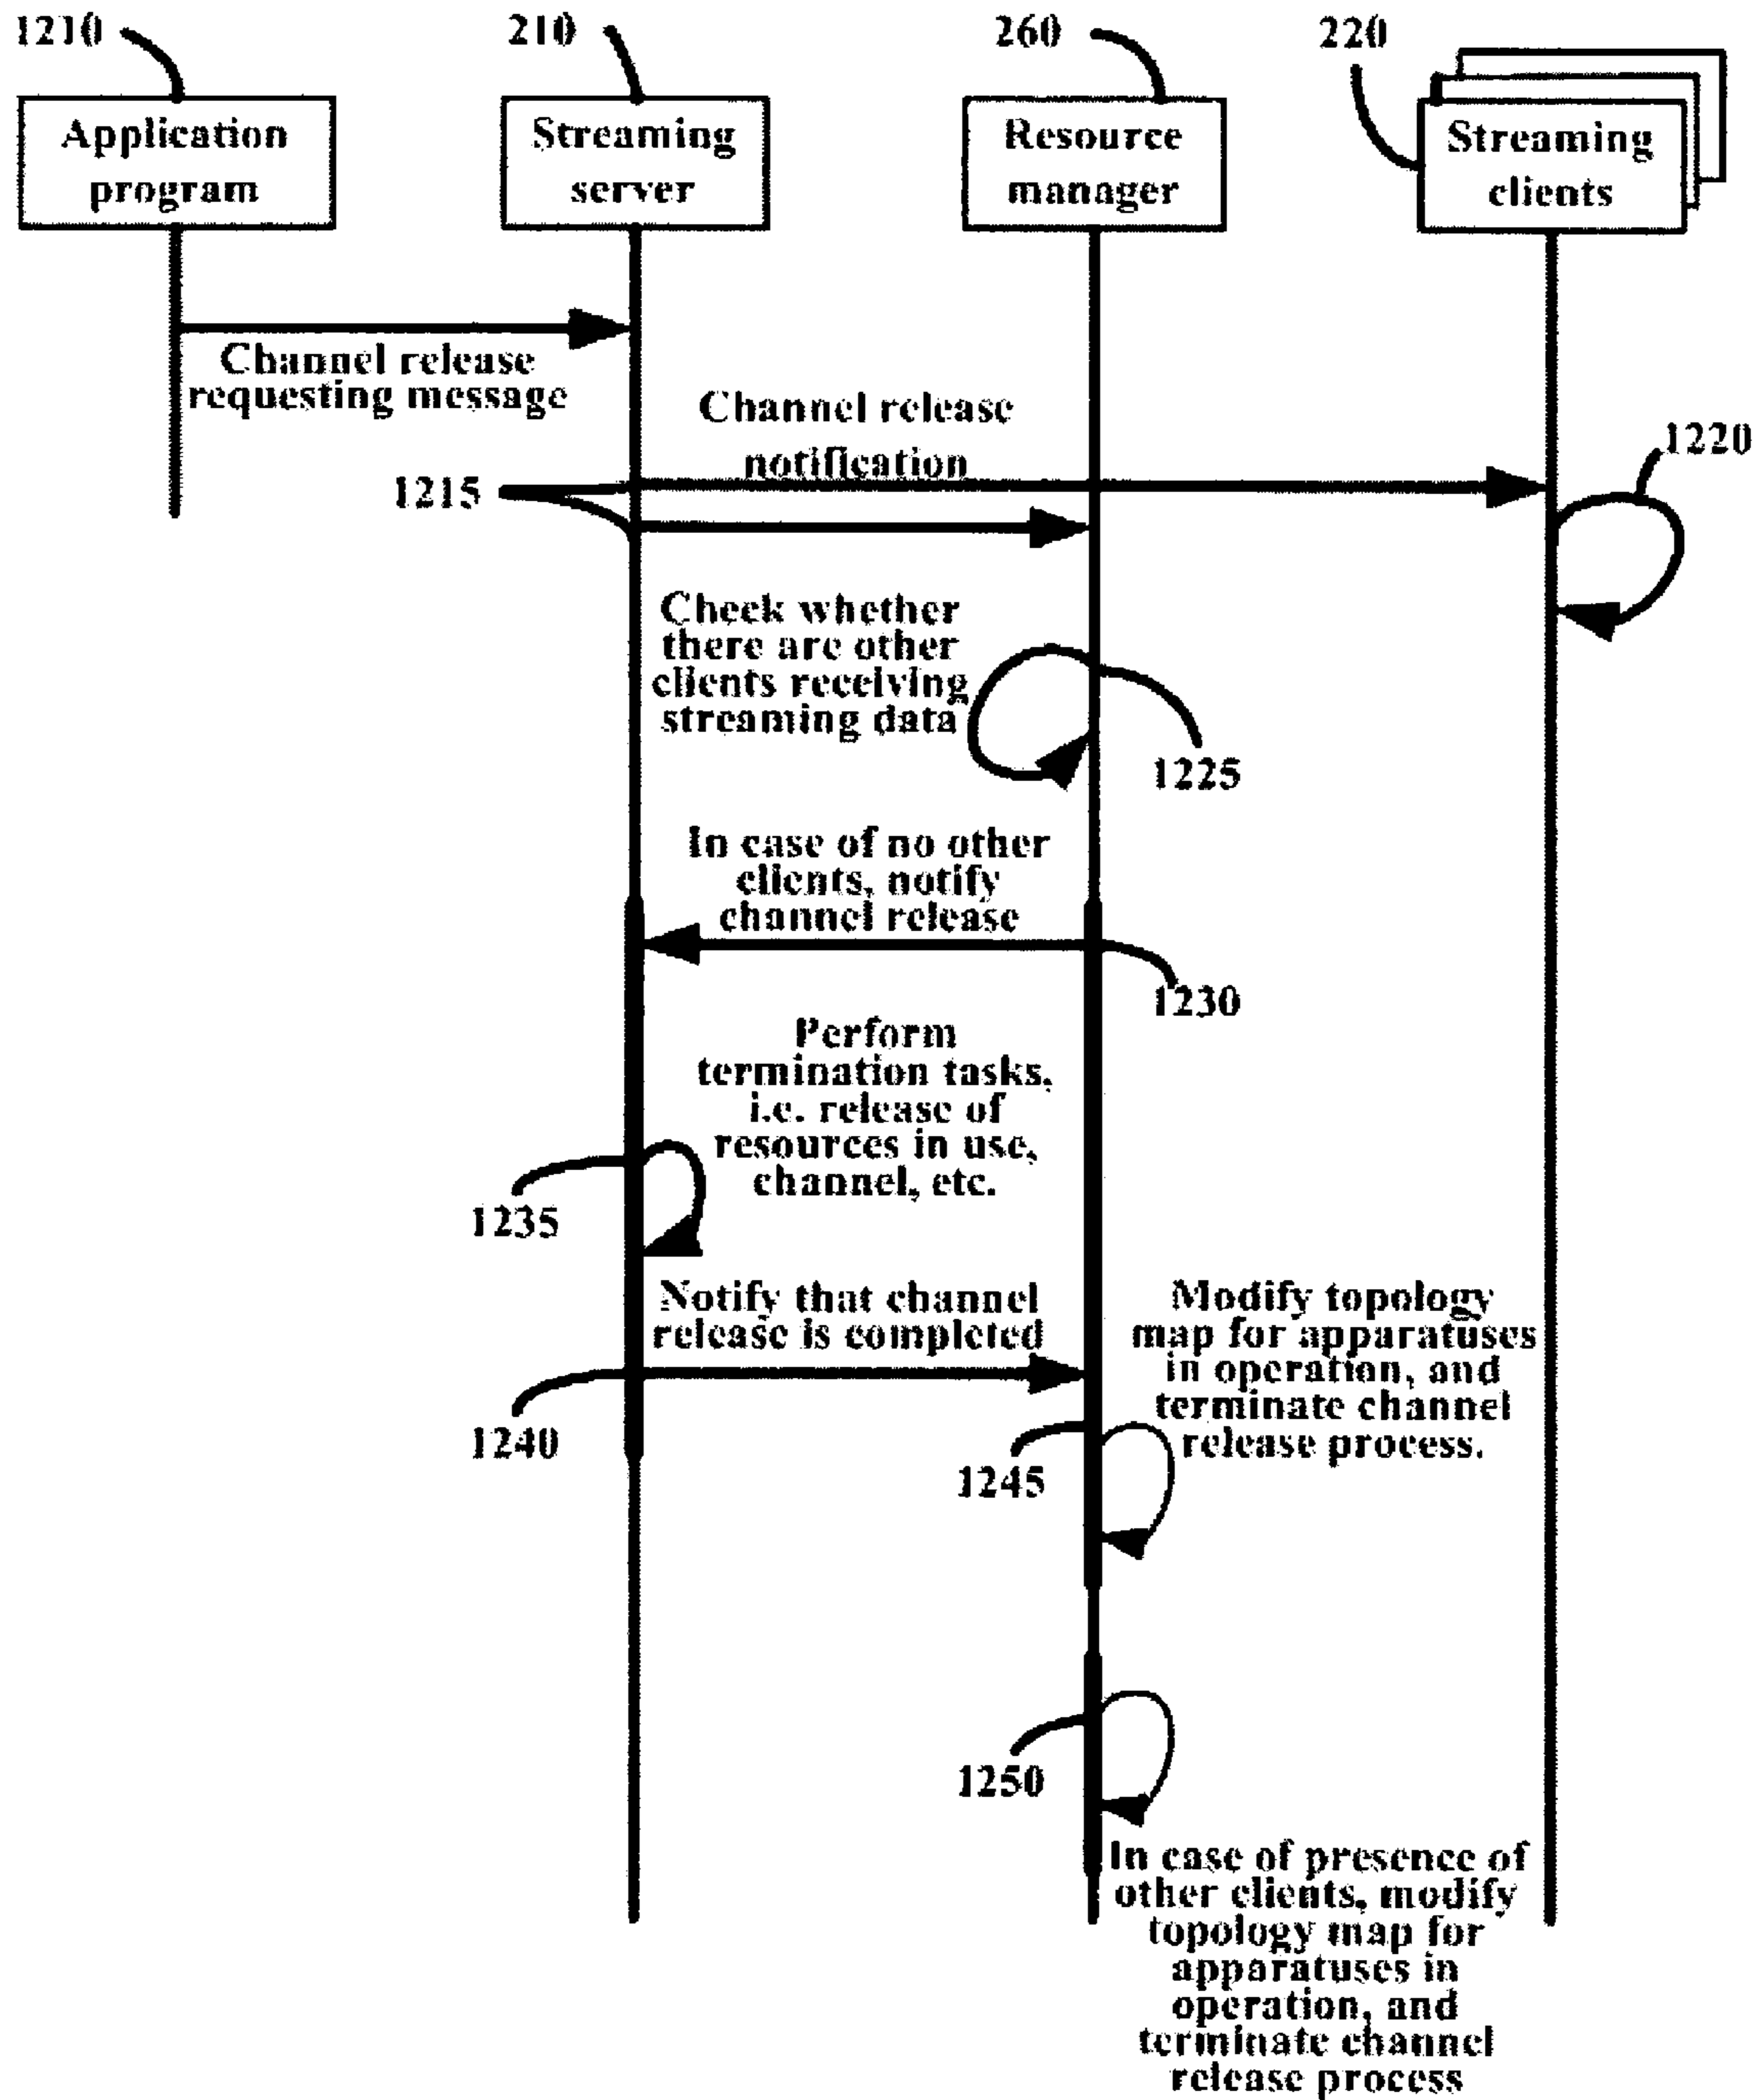 1210
210
260
220
Application
program
Streaming
server
Resource
manager
Streaming
clients
Channel release
requesting message
Channel release
notification
1215
1220
Check whether
there are other
clients receiving
streaming data
1225
In case of no other
clients, notify
channel release
1230
Perform
termination tasks,
i.e. release of
resources in use,
channel, etc.
1235
Notify that channel
release is completed
1240
Modify topology
map for apparatuses
in operation, and
terminate channel
release process.
1245
1250
In case of presence of
other clients, modify
topology map for
apparatuses in
operation, and
terminate channel
release process